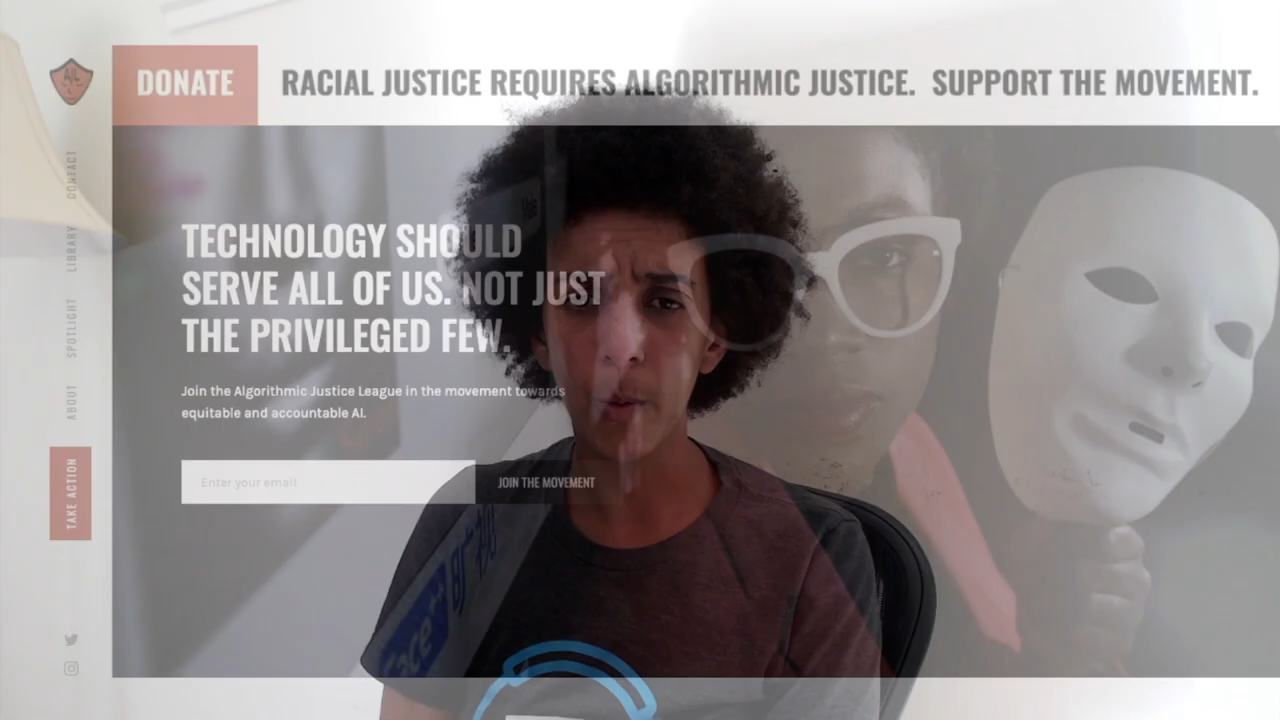 AJL
DONATE
RACIAL JUSTICE REQUIRES ALGORITHMIC JUSTICE. SUPPORT THE MOVEMENT.
CONTACT
LIBRARY
SPOTLIGHT
ABOUT
TAKE ACTION
TECHNOLOGY SHOULD
SERVE ALL OF US. NOT JUST
THE PRIVILEGED FEW.
Join the Algorithmic Justice League in the movement towards
equitable and accountable AI.
Enter your email
JOIN THE MOVEMENT